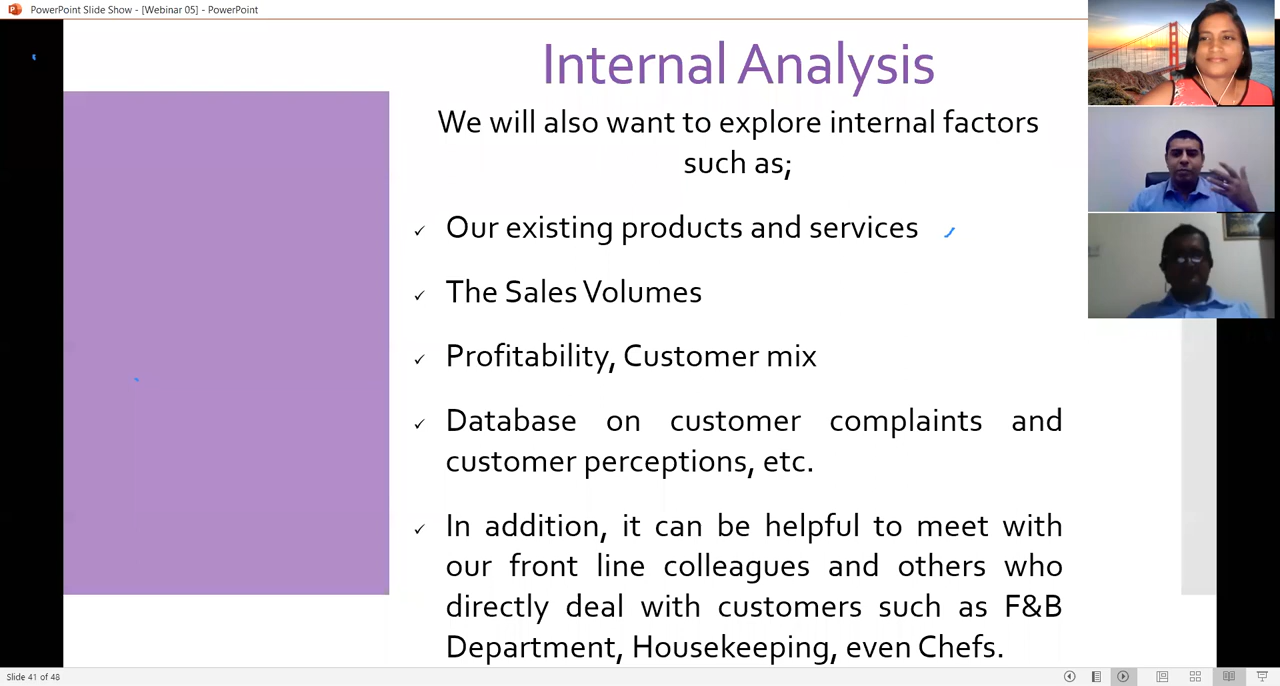 PowerPoint Slide Show - [Webinar 05] - PowerPoint
Internal Analysis
We will also want to explore internal factors
such as;
✓ Our existing products and services
✓ The Sales Volumes
✓ Profitability, Customer mix
✓ Database on customer complaints and
customer perceptions, etc.
✓ In addition, it can be helpful to meet with
our front line colleagues and others who
directly deal with customers such as F&B
Department, Housekeeping, even Chefs.
Slide 41 of 48